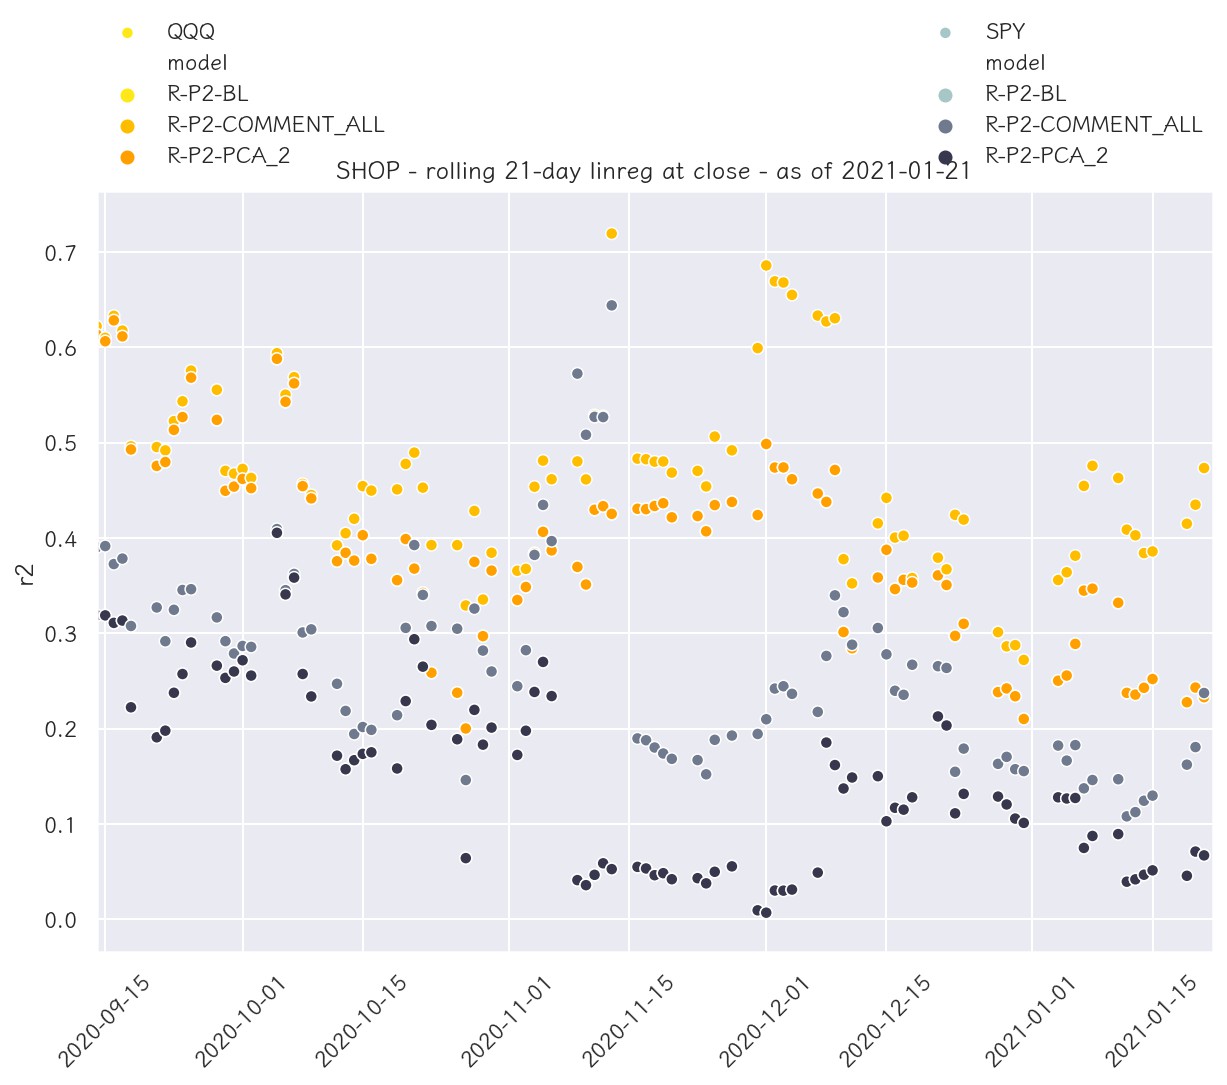 QQQ
model
R-P2-BL
R-P2-COMMENT_ALL
R-P2-PCA_2
SPY
model
R-P2-BL
R-P2-COMMENT_ALL
R-P2-PCA_2
SHOP - rolling 21-day linreg at close - as of 2021-01-21
r2
0.7
0.6
0.5
0.4
0.3
0.2
0.1
0.0
2020-09-15
2020-10-01
2020-10-15
2020-11-01
2020-11-15
2020-12-01
2020-12-15
2021-01-01
2021-01-15